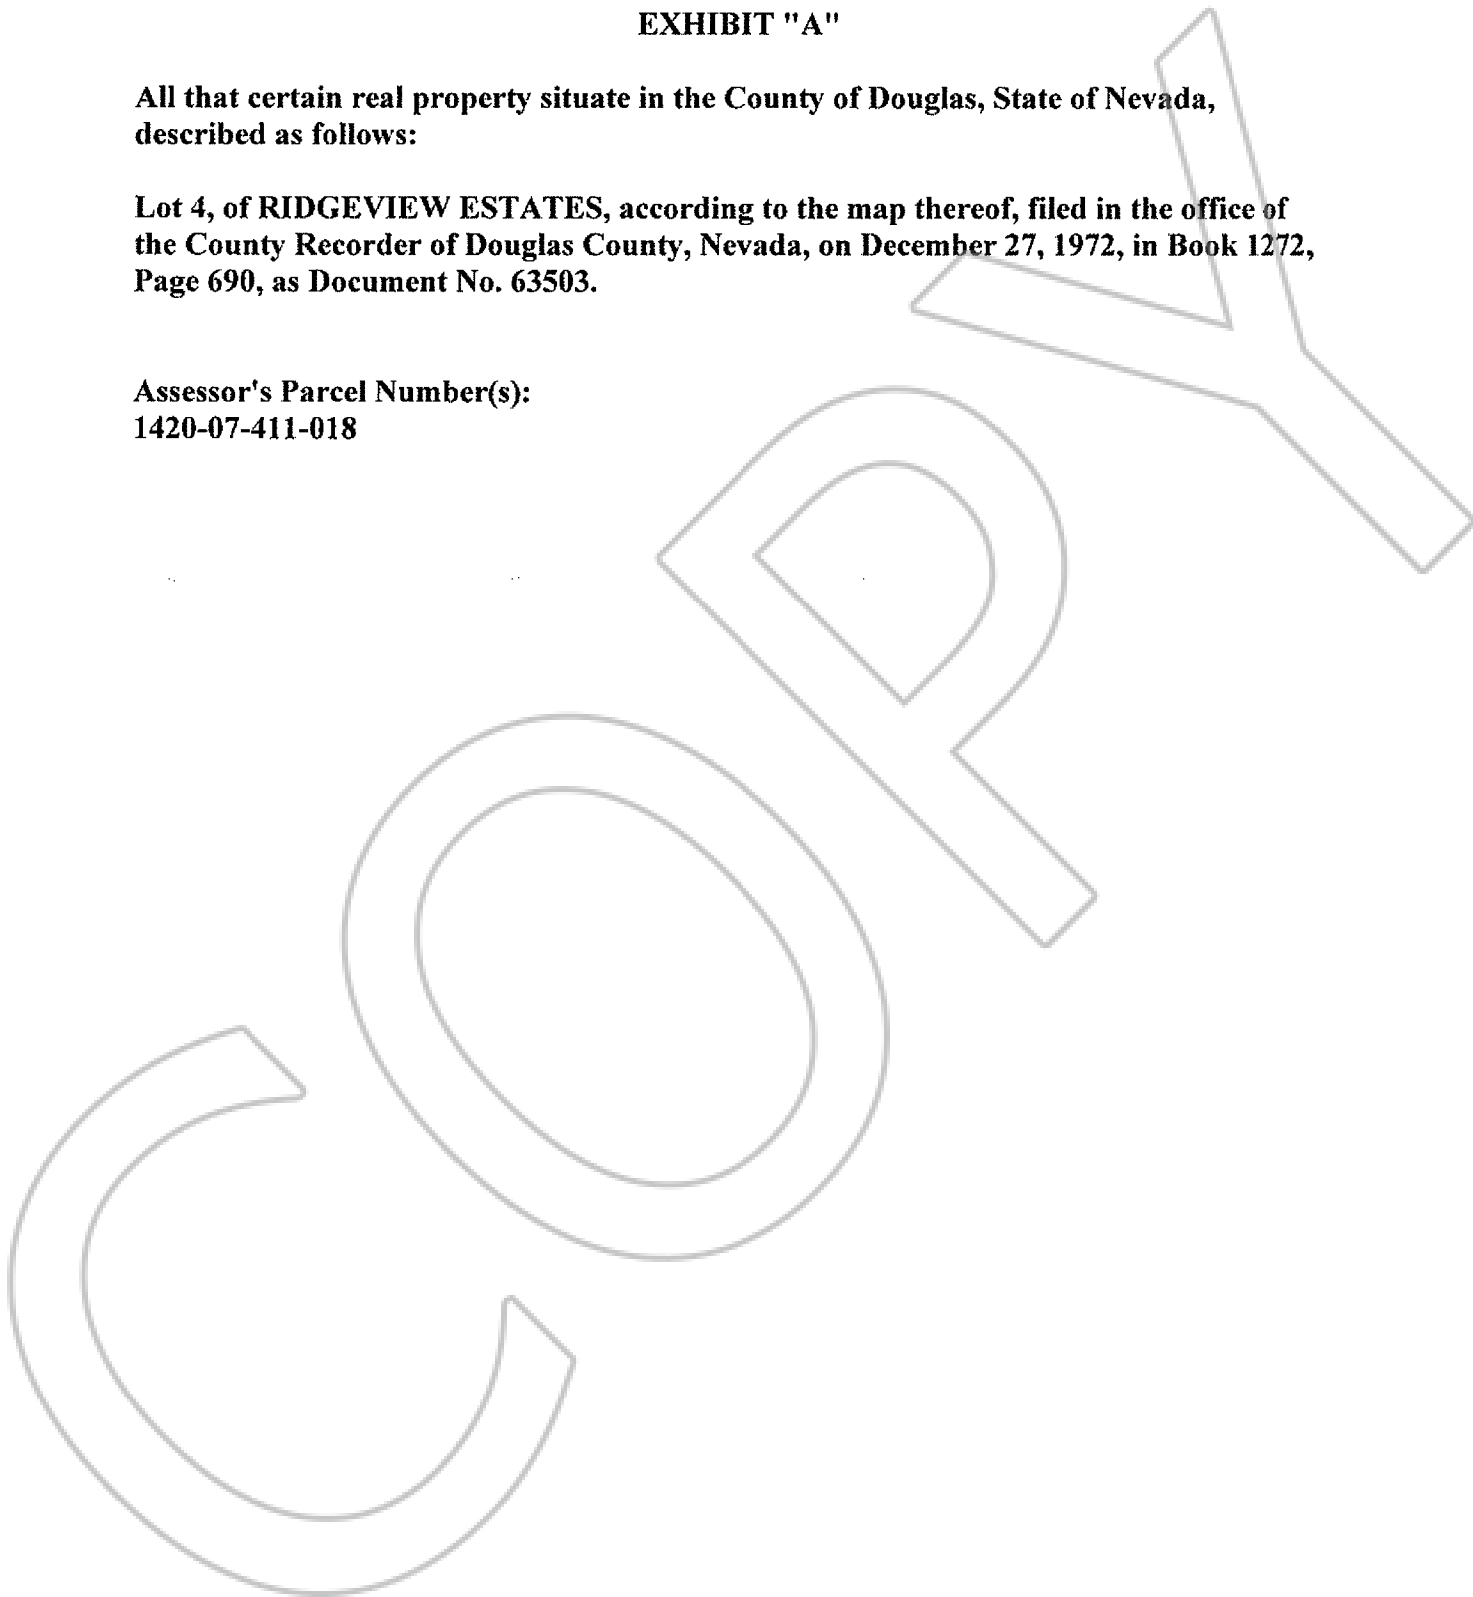 EXHIBIT "A"
All that certain real property situate in the County of Douglas, State of Nevada,
described as follows:
Lot 4, of RIDGEVIEW ESTATES, according to the map thereof, filed in the office of
the County Recorder of Douglas County, Nevada, on December 27, 1972, in Book 1272,
Page 690, as Document No. 63503.
Assessor's Parcel Number(s):
1420-07-411-018
COPY